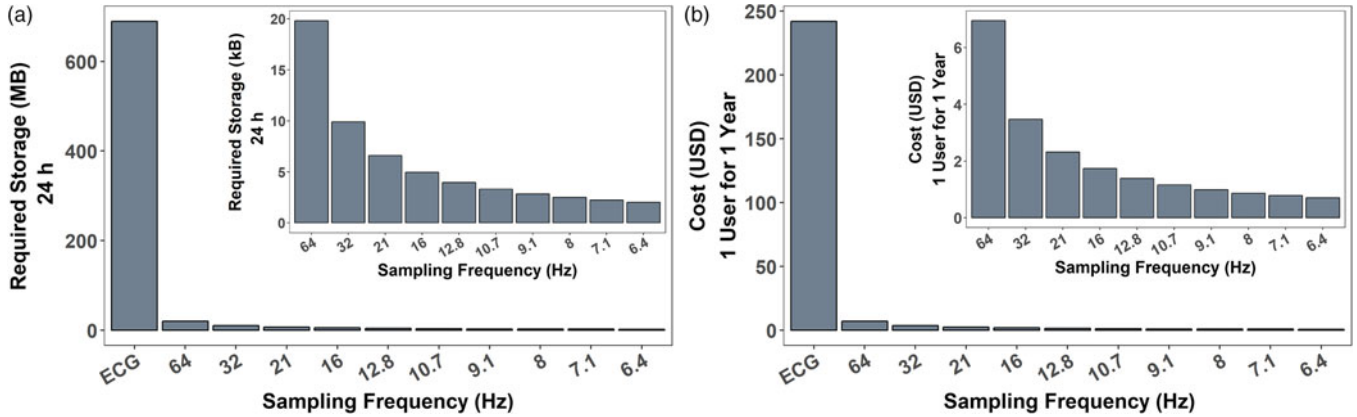 (a)
Required Storage (MB)
24 h
600
400
200
0
ECG 64 32 21 16 12.8 10.7 9.1 8 7.1 6.4
Sampling Frequency (Hz)
Required Storage (kB)
24 h
20
15
10
5
0
64 32 21 16 12.8 10.7 9.1 8 7.1 6.4
Sampling Frequency (Hz)
(b)
Cost (USD)
1 User for 1 Year
250
200
150
100
50
0
ECG 64 32 21 16 12.8 10.7 9.1 8 7.1 6.4
Sampling Frequency (Hz)
Cost (USD)
1 User for 1 Year
6
4
2
0
64 32 21 16 12.8 10.7 9.1 8 7.1 6.4
Sampling Frequency (Hz)